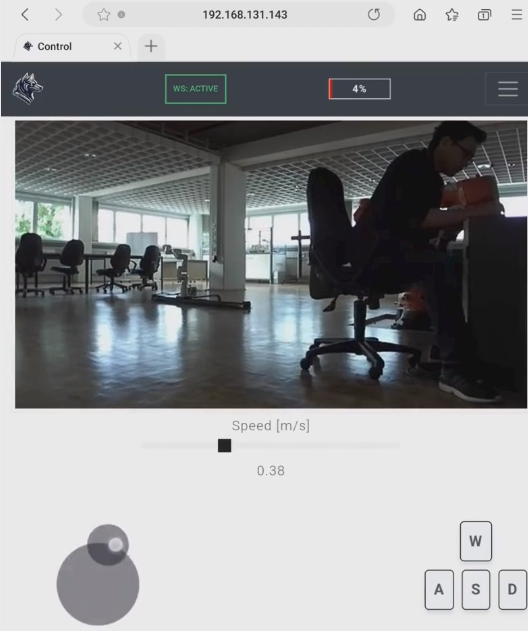 192.168.131.143
Control
WS: ACTIVE
4%
Speed [m/s]
0.38
W
A S D